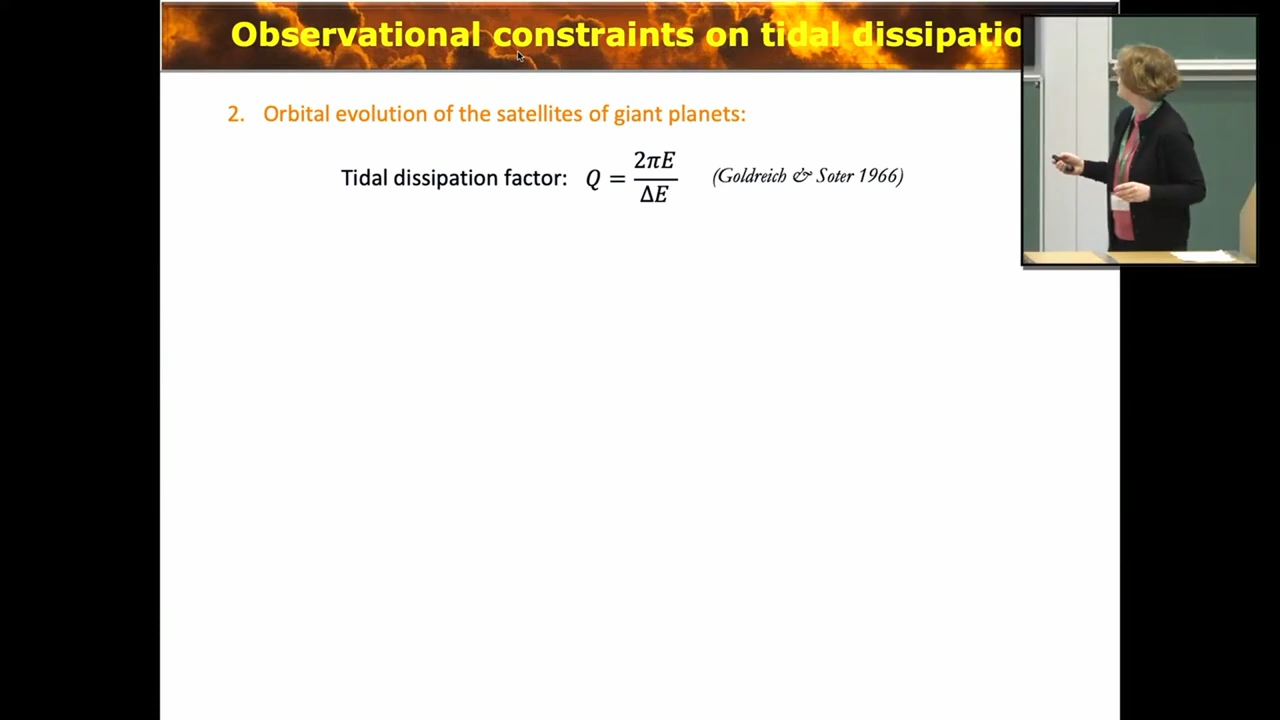 Observational constraints on tidal dissipatio
2. Orbital evolution of the satellites of giant planets:
Tidal dissipation factor: Q = 2πE / ΔE (Goldreich & Soter 1966)